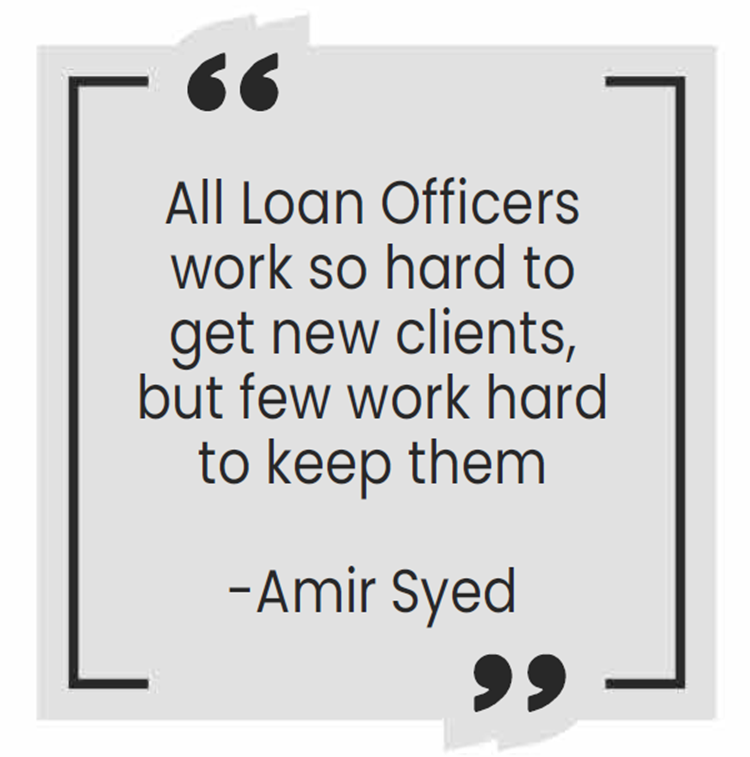 “
All Loan Officers
work so hard to
get new clients,
but few work hard
to keep them
-Amir Syed
”